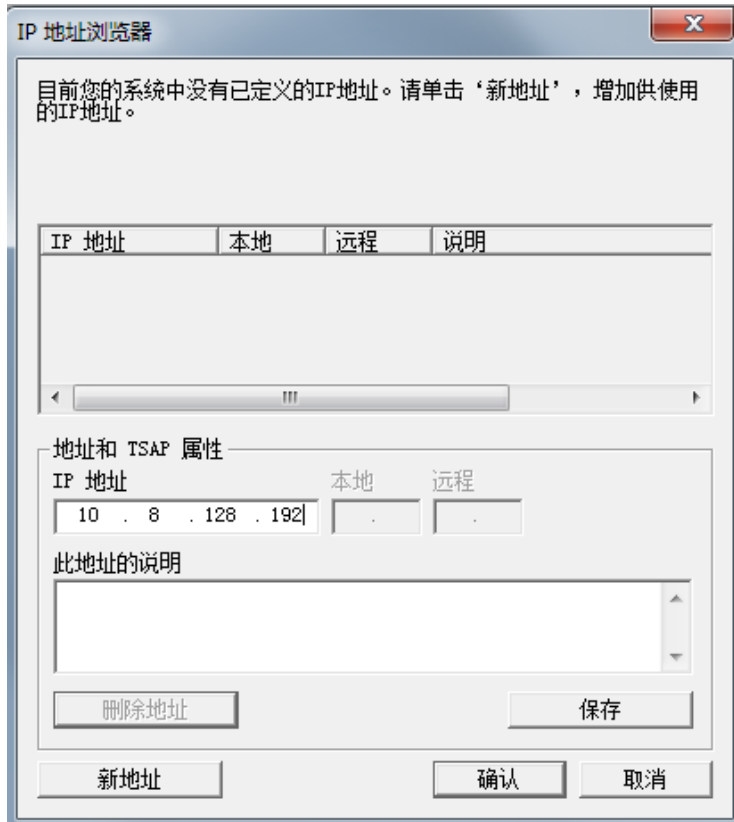 IP 地址浏览器
目前您的系统中没有已定义的IP地址。请单击‘新地址’，增加供使用
的IP地址。
IP 地址 本地 远程 说明
地址和 TSAP 属性
IP 地址 本地 远程
10 . 8 . 128 . 192 . .
此地址的说明
删除地址 保存
新地址 确认 取消